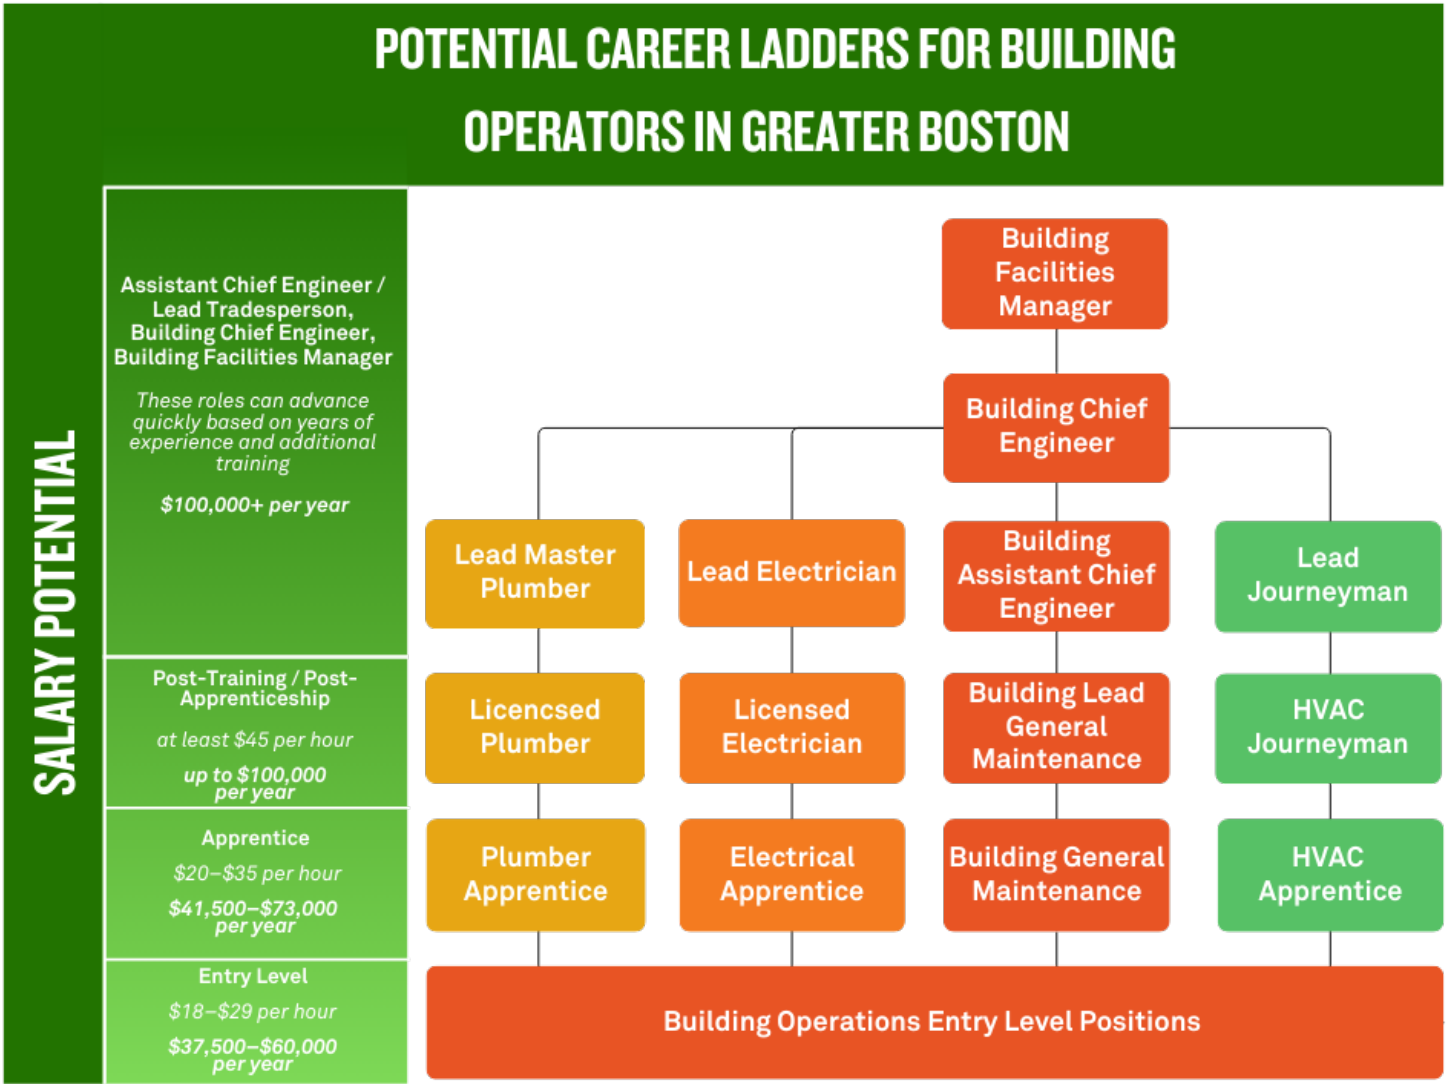 POTENTIAL CAREER LADDERS FOR BUILDING
OPERATORS IN GREATER BOSTON
SALARY POTENTIAL
Assistant Chief Engineer /
Lead Tradesperson,
Building Chief Engineer,
Building Facilities Manager
These roles can advance
quickly based on years of
experience and additional
training
$100,000+ per year
Post-Training / Post-
Apprenticeship
at least $45 per hour
up to $100,000
per year
Apprentice
$20–$35 per hour
$41,500–$73,000
per year
Entry Level
$18–$29 per hour
$37,500–$60,000
per year
Building
Facilities
Manager
Building Chief
Engineer
Lead Master
Plumber
Lead Electrician
Building
Assistant Chief
Engineer
Lead
Journeyman
Licencsed
Plumber
Licensed
Electrician
Building Lead
General
Maintenance
HVAC
Journeyman
Plumber
Apprentice
Electrical
Apprentice
Building General
Maintenance
HVAC
Apprentice
Building Operations Entry Level Positions